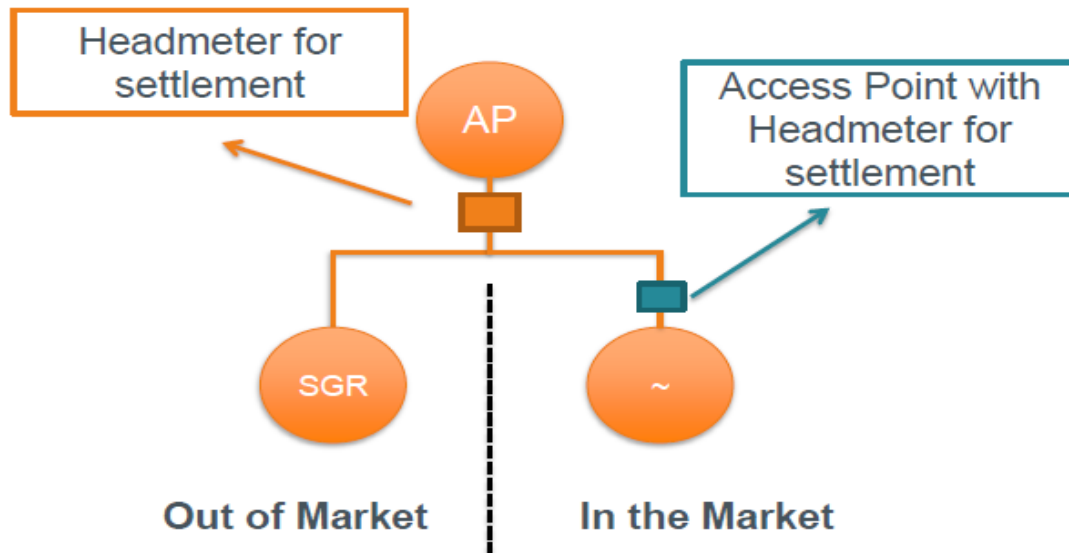 Headmeter for
settlement
AP
Access Point with
Headmeter for
settlement
SGR
~
Out of Market
In the Market